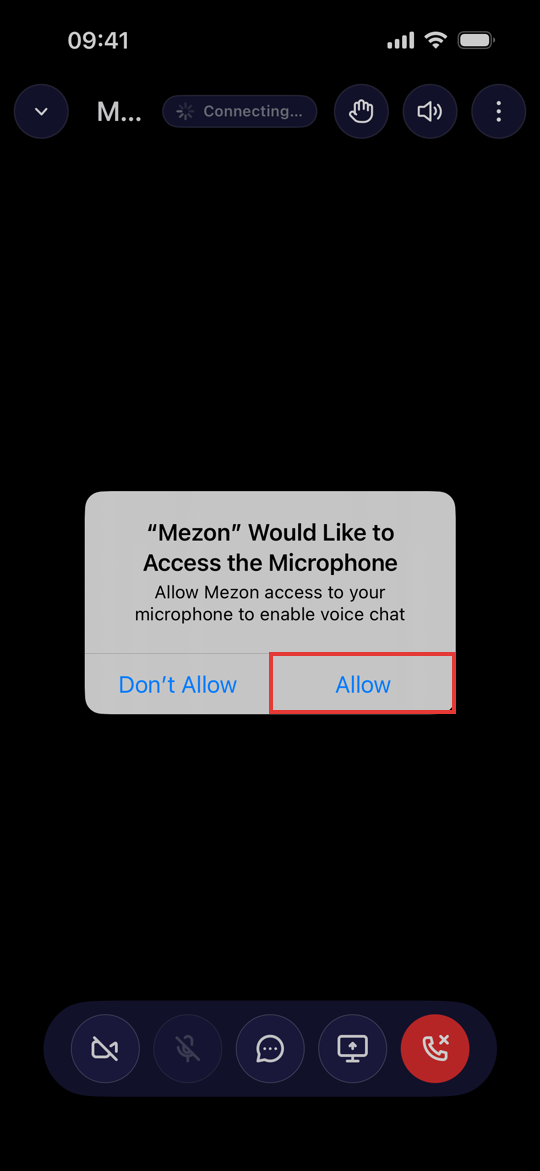 09:41
M...
Connecting...
“Mezon” Would Like to
Access the Microphone
Allow Mezon access to your
microphone to enable voice chat
Don’t Allow
Allow